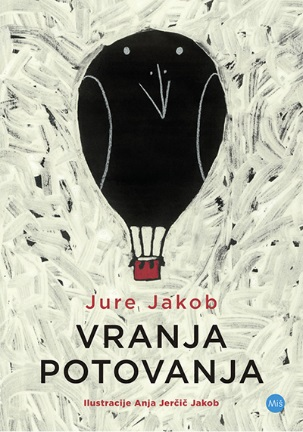 Jure Jakob
VRANJA
POTOVANJA
Ilustracije Anja Jerčič Jakob
Miš